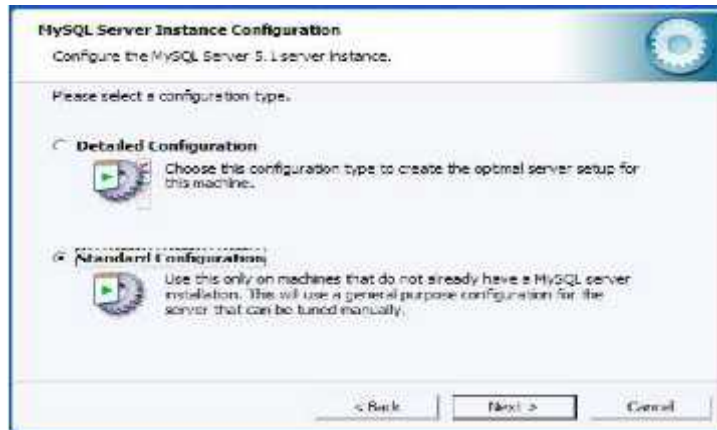 MySQL Server Instance Configuration
Configure the MySQL Server 5.1 server instance.
Please select a configuration type.
Detailed Configuration
Choose this configuration type to create the optimal server setup for
this machine.
Standard Configuration
Use this only on machines that do not already have a MySQL server
installation. This will use a general purpose configuration for the
server that can be tuned manually.
< Back
Next >
Cancel